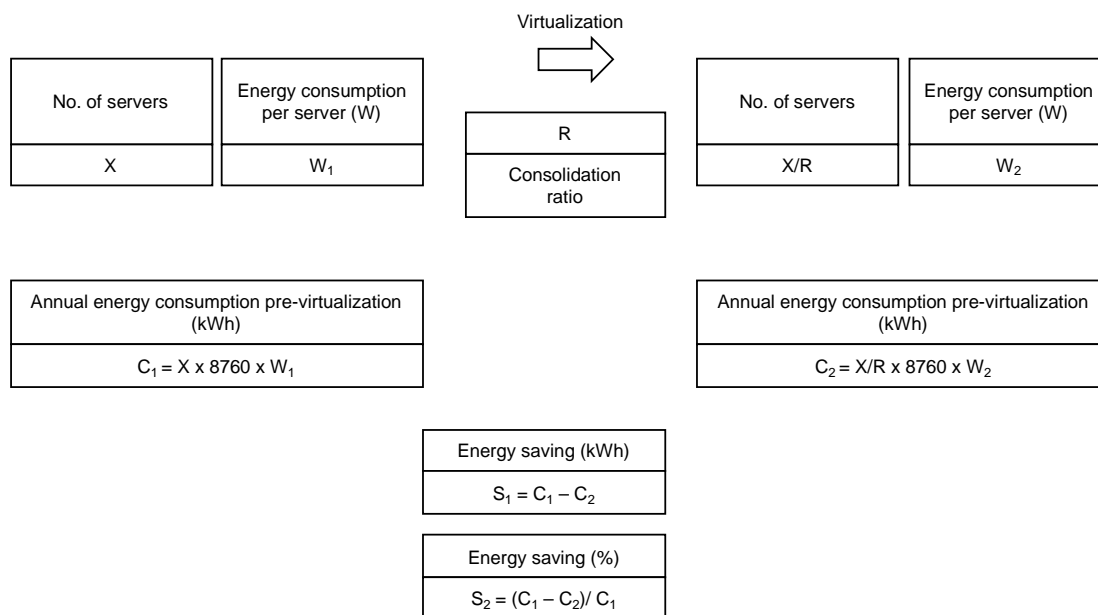 Virtualization
No. of servers
Energy consumption
per server (W)
X
W₁
R
Consolidation
ratio
No. of servers
Energy consumption
per server (W)
X/R
W₂
Annual energy consumption pre-virtualization
(kWh)
C₁ = X x 8760 x W₁
Annual energy consumption pre-virtualization
(kWh)
C₂ = X/R x 8760 x W₂
Energy saving (kWh)
S₁ = C₁ – C₂
Energy saving (%)
S₂ = (C₁ – C₂)/ C₁